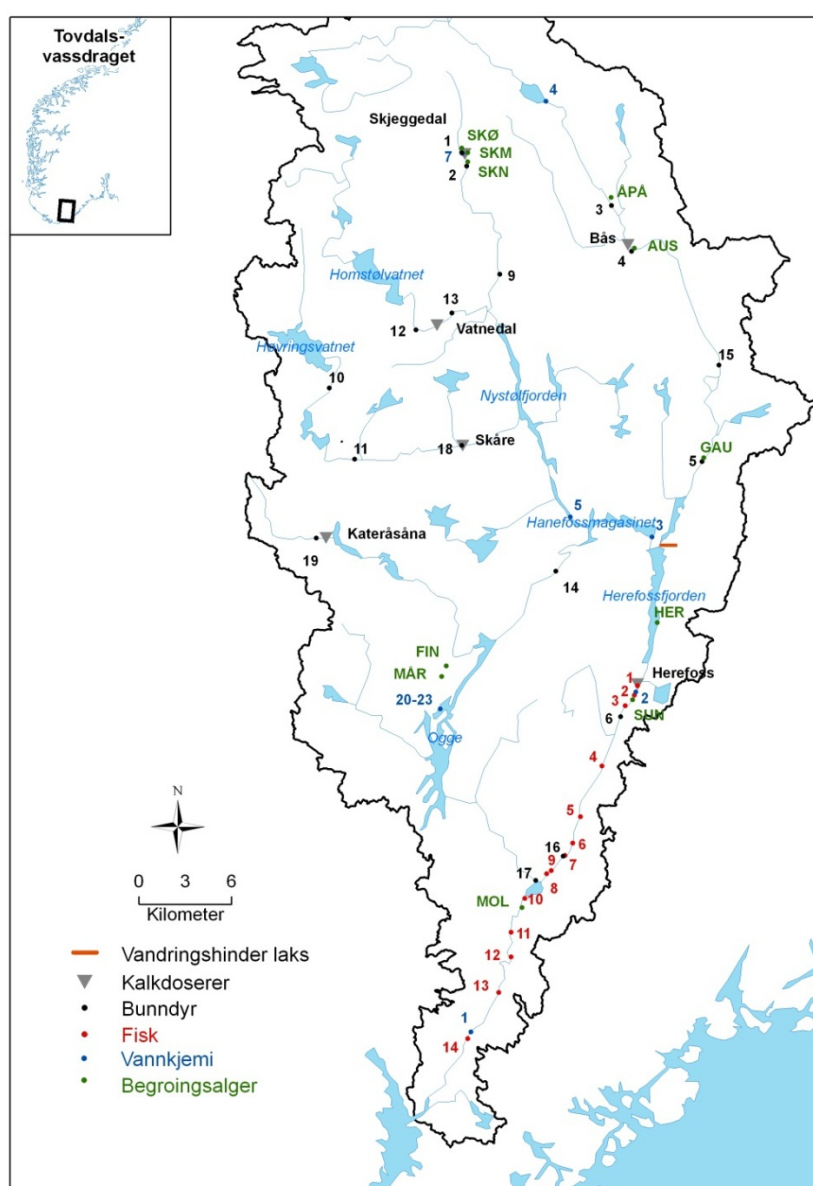 Tovdals-
vassdraget
4
Skjeggedal
1
SKØ
7
SKM
2
SKN
ÅPÅ
3
Bås
AUS
4
Homstølvatnet
9
13
12
Vatnedal
Høvringsvatnet
10
15
Nystølfjorden
11
18
Skåre
GAU
5
5
Hanefossmagasinet
3
Kateråsåna
19
14
Herefossfjorden
HER
FIN
MÅR
Herefoss
1
2
2
20-23
3
SUN
6
Ogge
4
5
N
6
16
7
9
17
8
0 3 6
Kilometer
MOL
10
11
12
13
1
14
Vandringshinder laks
Kalkdoserer
Bunndyr
Fisk
Vannkjemi
Begroingsalger